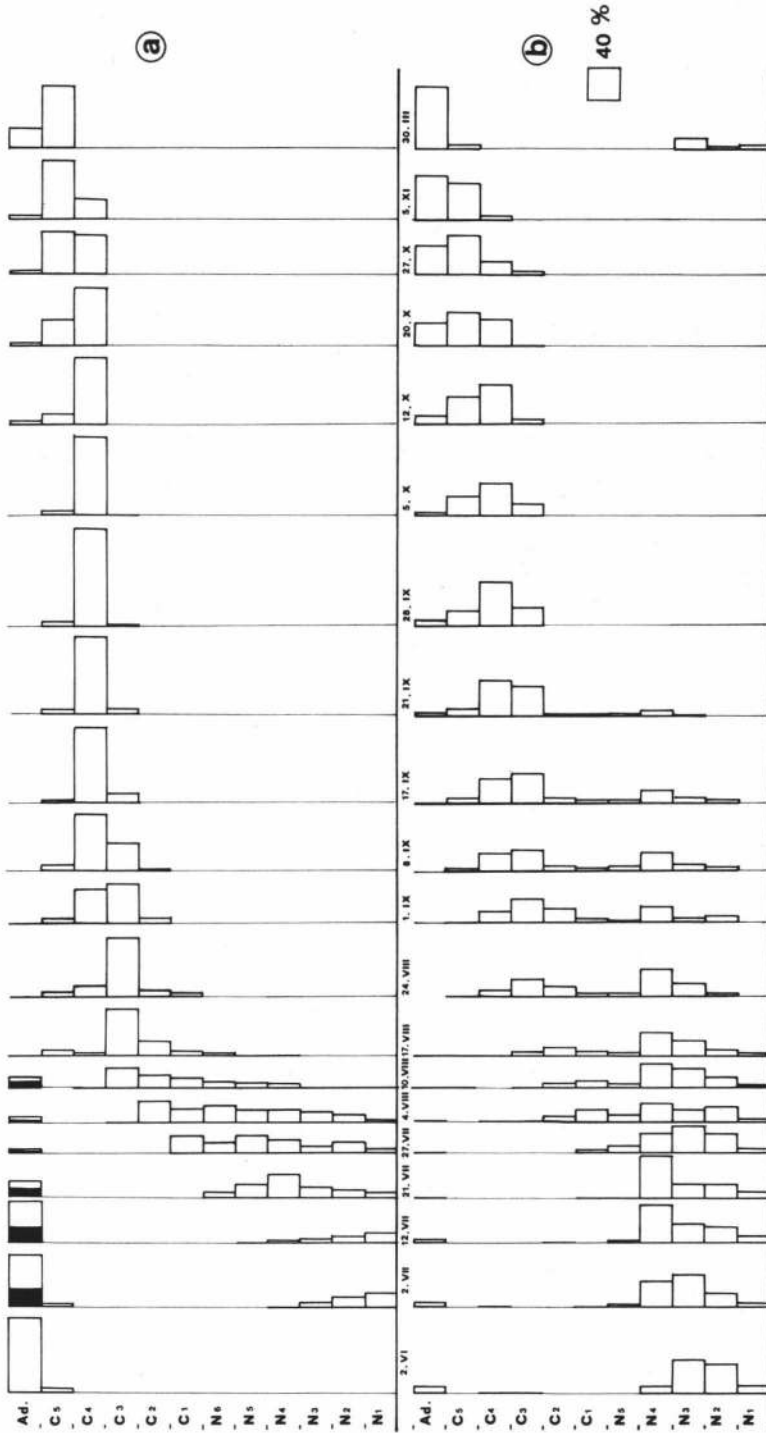 a
Ad.
C5
C4
C3
C2
C1
N6
N5
N4
N3
N2
N1
2. VI
2. VII
12. VII
21. VII
27. VII
4. VIII
10. VIII
17. VIII
24. VIII
1. IX
8. IX
17. IX
21. IX
28. IX
5. X
12. X
20. X
27. X
5. XI
30. III
b
Ad.
C5
C4
C3
C2
C1
N5
N4
N3
N2
N1
40 %